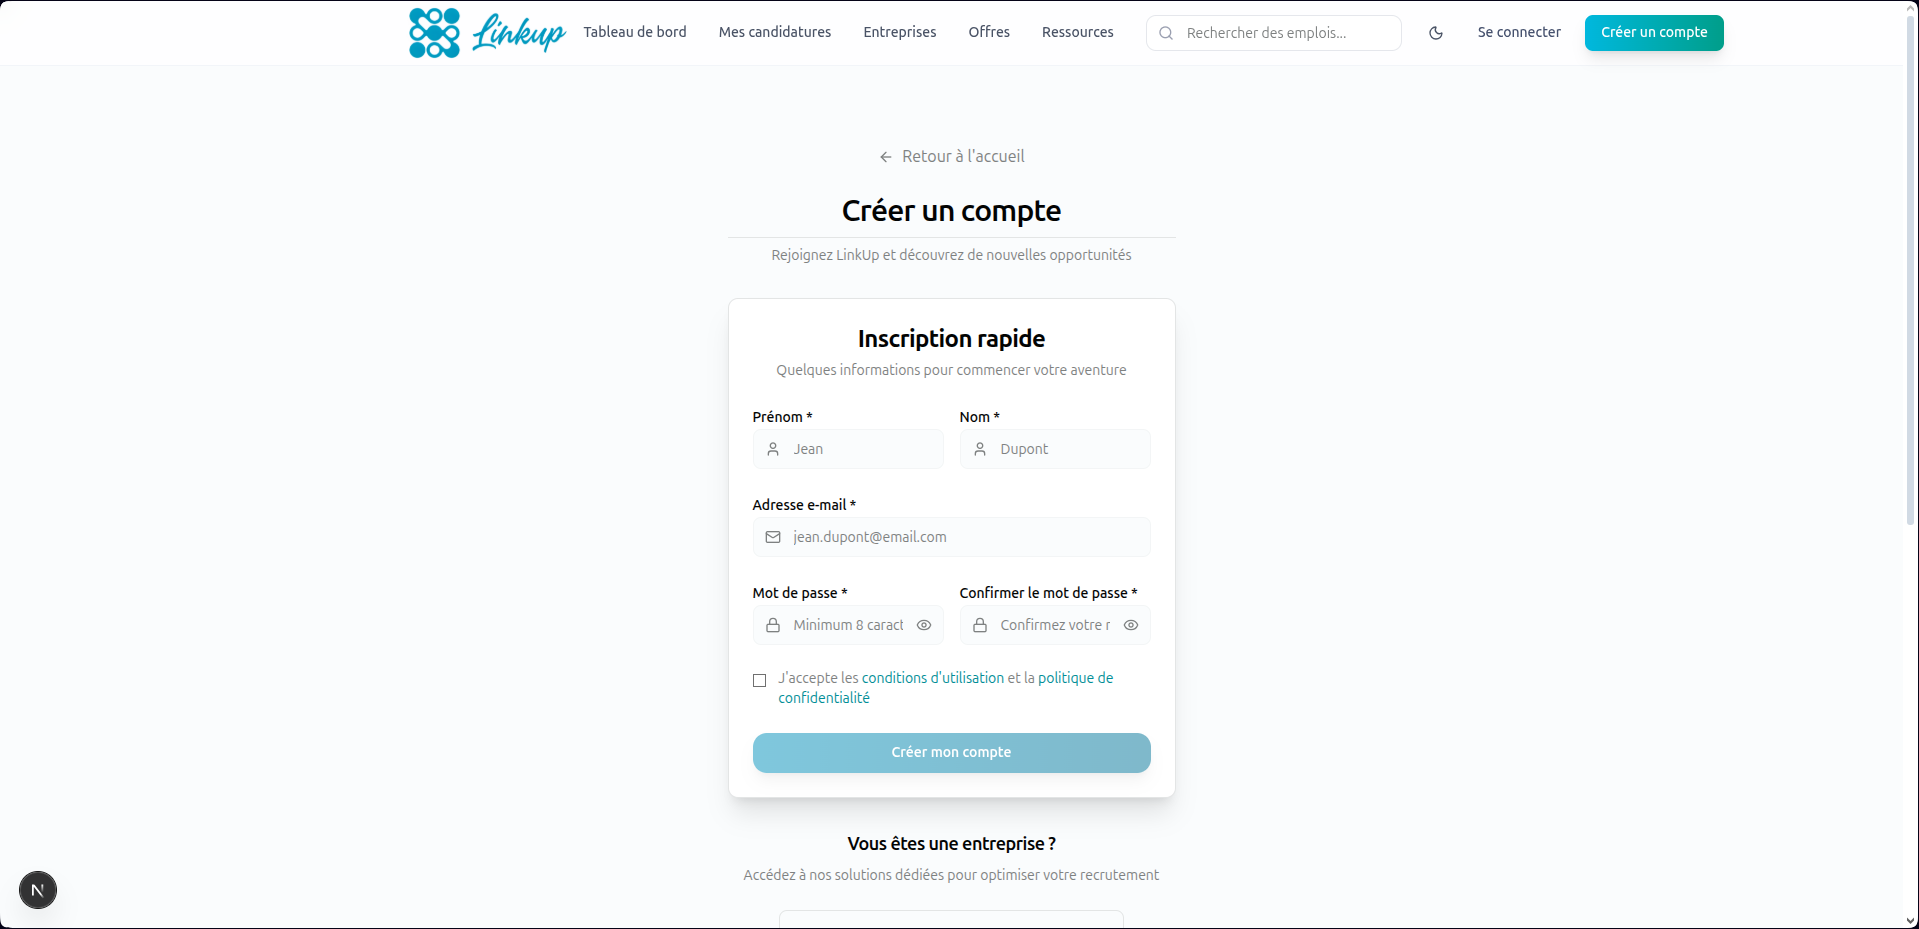 Linkup Tableau de bord Mes candidatures Entreprises Offres Ressources Rechercher des emplois... Se connecter Créer un compte
Retour à l'accueil
Créer un compte
Rejoignez LinkUp et découvrez de nouvelles opportunités
Inscription rapide
Quelques informations pour commencer votre aventure
Prénom * Nom *
Jean Dupont
Adresse e-mail *
jean.dupont@email.com
Mot de passe * Confirmer le mot de passe *
Minimum 8 caract Confirmez votre r
J'accepte les conditions d'utilisation et la politique de
confidentialité
Créer mon compte
Vous êtes une entreprise ?
Accédez à nos solutions dédiées pour optimiser votre recrutement
N